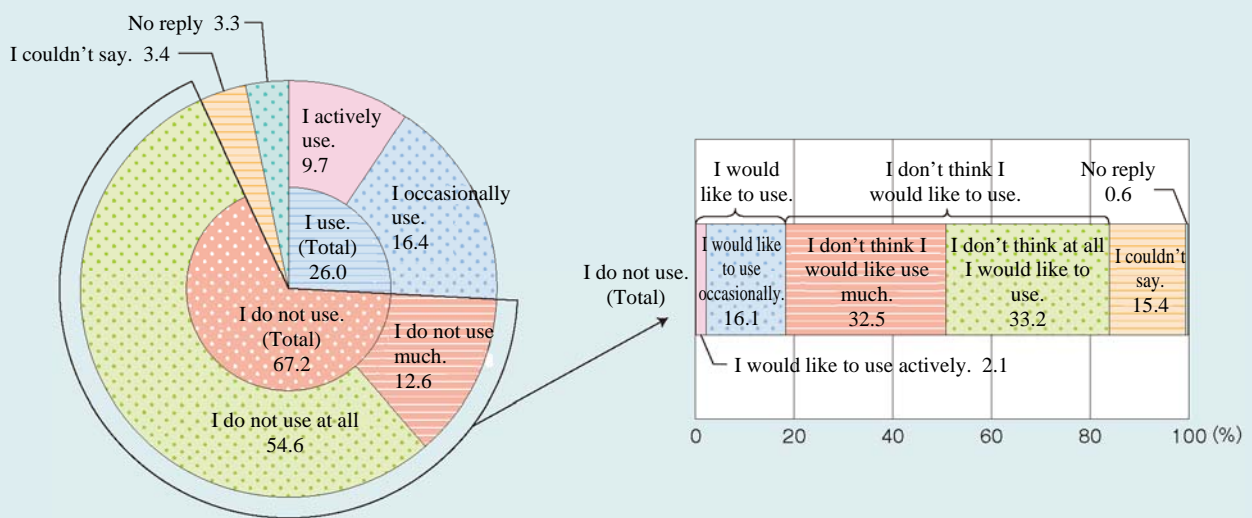 No reply 3.3
I couldn't say. 3.4
I actively
use.
9.7
I occasionally
use.
16.4
I use.
(Total)
26.0
I do not use.
(Total)
67.2
I do not use
much.
12.6
I do not use at all
54.6
I do not use.
(Total)
I would
like to use.
I don't think I
would like to use.
No reply
0.6
I would like
to use
occasionally.
16.1
I don't think I
would like use
much.
32.5
I don't think at all
I would like to
use.
33.2
I couldn't
say.
15.4
I would like to use actively. 2.1
0 20 40 60 80 100 (%)